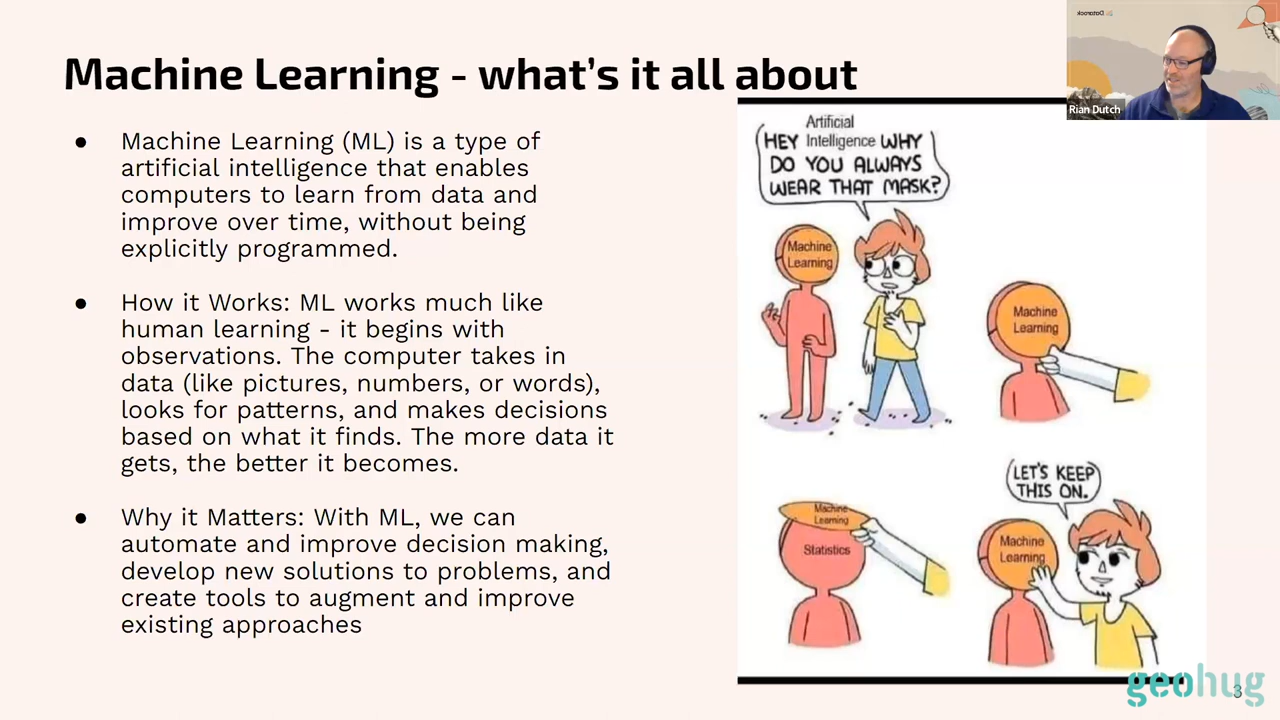 Machine Learning - what's it all about
Rian Dutch
● Machine Learning (ML) is a type of
artificial intelligence that enables
computers to learn from data and
improve over time, without being
explicitly programmed.
● How it Works: ML works much like
human learning - it begins with
observations. The computer takes in
data (like pictures, numbers, or words),
looks for patterns, and makes decisions
based on what it finds. The more data it
gets, the better it becomes.
● Why it Matters: With ML, we can
automate and improve decision making,
develop new solutions to problems, and
create tools to augment and improve
existing approaches
Artificial
HEY Intelligence WHY
DO YOU ALWAYS
WEAR THAT MASK?
Machine
Learning
Machine
Learning
Machine
Learning
Statistics
LET'S KEEP
THIS ON.
Machine
Learning
geohug
3